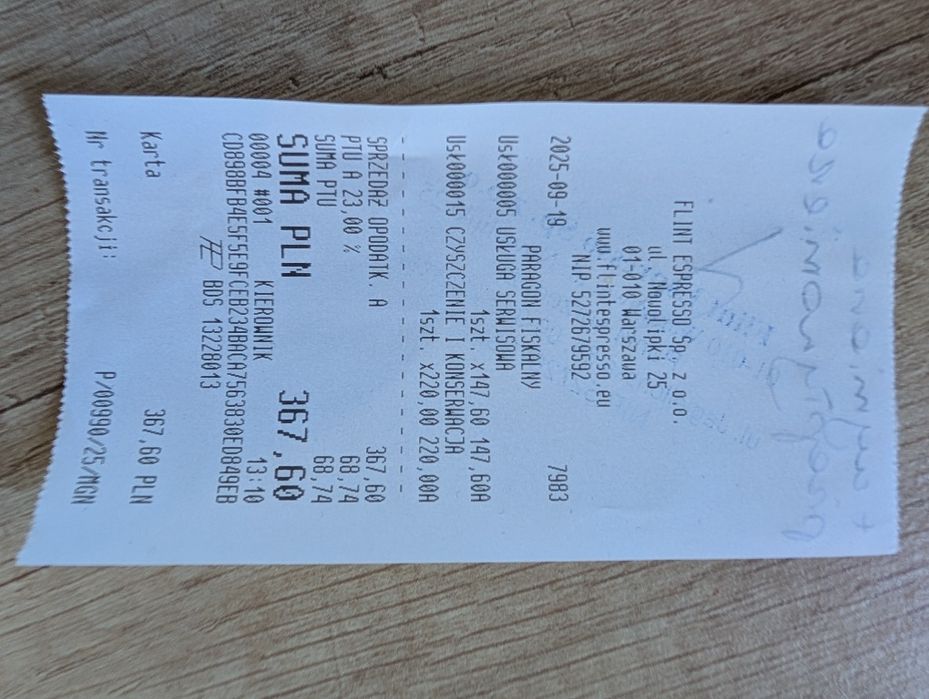 FLINT ESPRESSO Sp. z o.o.
ul Nowolipki 25
01-010 Warszawa
www.flintespresso.eu
NIP 5272879592
2025-09-19 7983
PARAGON FISKALNY
Usł000005 USŁUGA SERWISOWA
1szt. x147,60 147,60A
Usł000015 CZYSZCZENIE I KONSERWACJA
1szt. x220,00 220,00A
SPRZEDAŻ OPODATK. A 367,60
PTU A 23,00 % 68,74
SUMA PTU 68,74
SUMA PLN 367,60
00004 #001 KIEROWNIK 13:10
CD898BFB4E5F5E9FCEB234BACA7563830ED849EB
BDS 13228013
Karta 367,60 PLN
Nr transakcji: P/00990/25/MGN